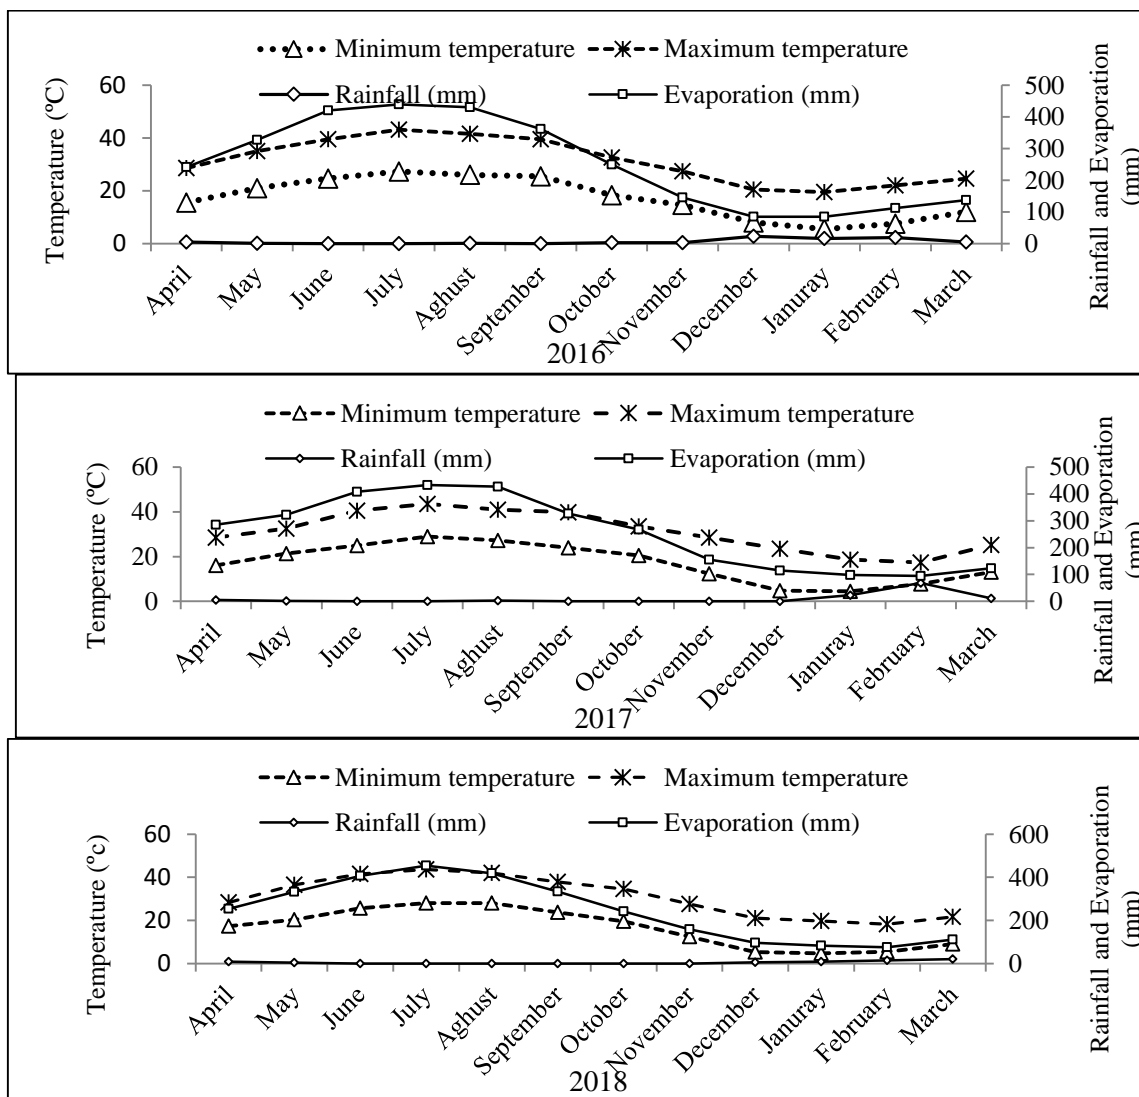 Minimum temperature
Maximum temperature
Rainfall (mm)
Evaporation (mm)
Temperature (°C)
60
40
20
0
500
400
300
200
100
0
Rainfall and Evaporation
(mm)
April
May
June
July
Aghust
September
October
November
December
Januray
February
March
2016
Minimum temperature
Maximum temperature
Rainfall (mm)
Evaporation (mm)
Temperature (°C)
60
40
20
0
500
400
300
200
100
0
Rainfall and Evaporation
(mm)
April
May
June
July
Aghust
September
October
November
December
Januray
February
March
2017
Minimum temperature
Maximum temperature
Rainfall (mm)
Evaporation (mm)
Temperature (°c)
60
40
20
0
600
400
200
0
Rainfall and Evaporation
(mm)
April
May
June
July
Aghust
September
October
November
December
Januray
February
March
2018